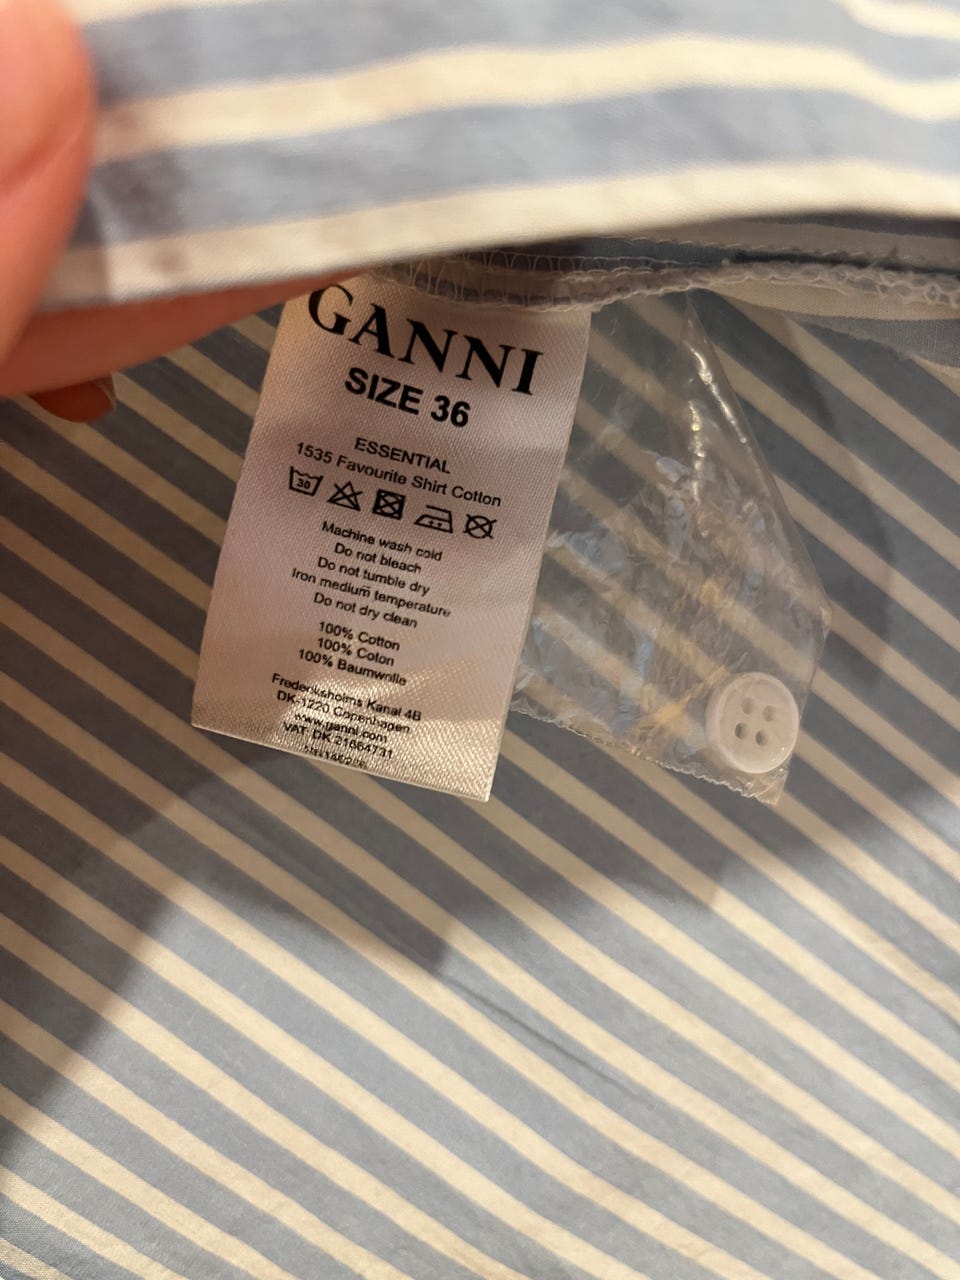 GANNI
SIZE 36
ESSENTIAL
1535 Favourite Shirt Cotton
30
Machine wash cold
Do not bleach
Do not tumble dry
Iron medium temperature
Do not dry clean
100% Cotton
100% Coton
100% Baumwolle
Frederiksholms Kanal 4B
DK-1220 Copenhagen
www.ganni.com
VAT DK-21664731